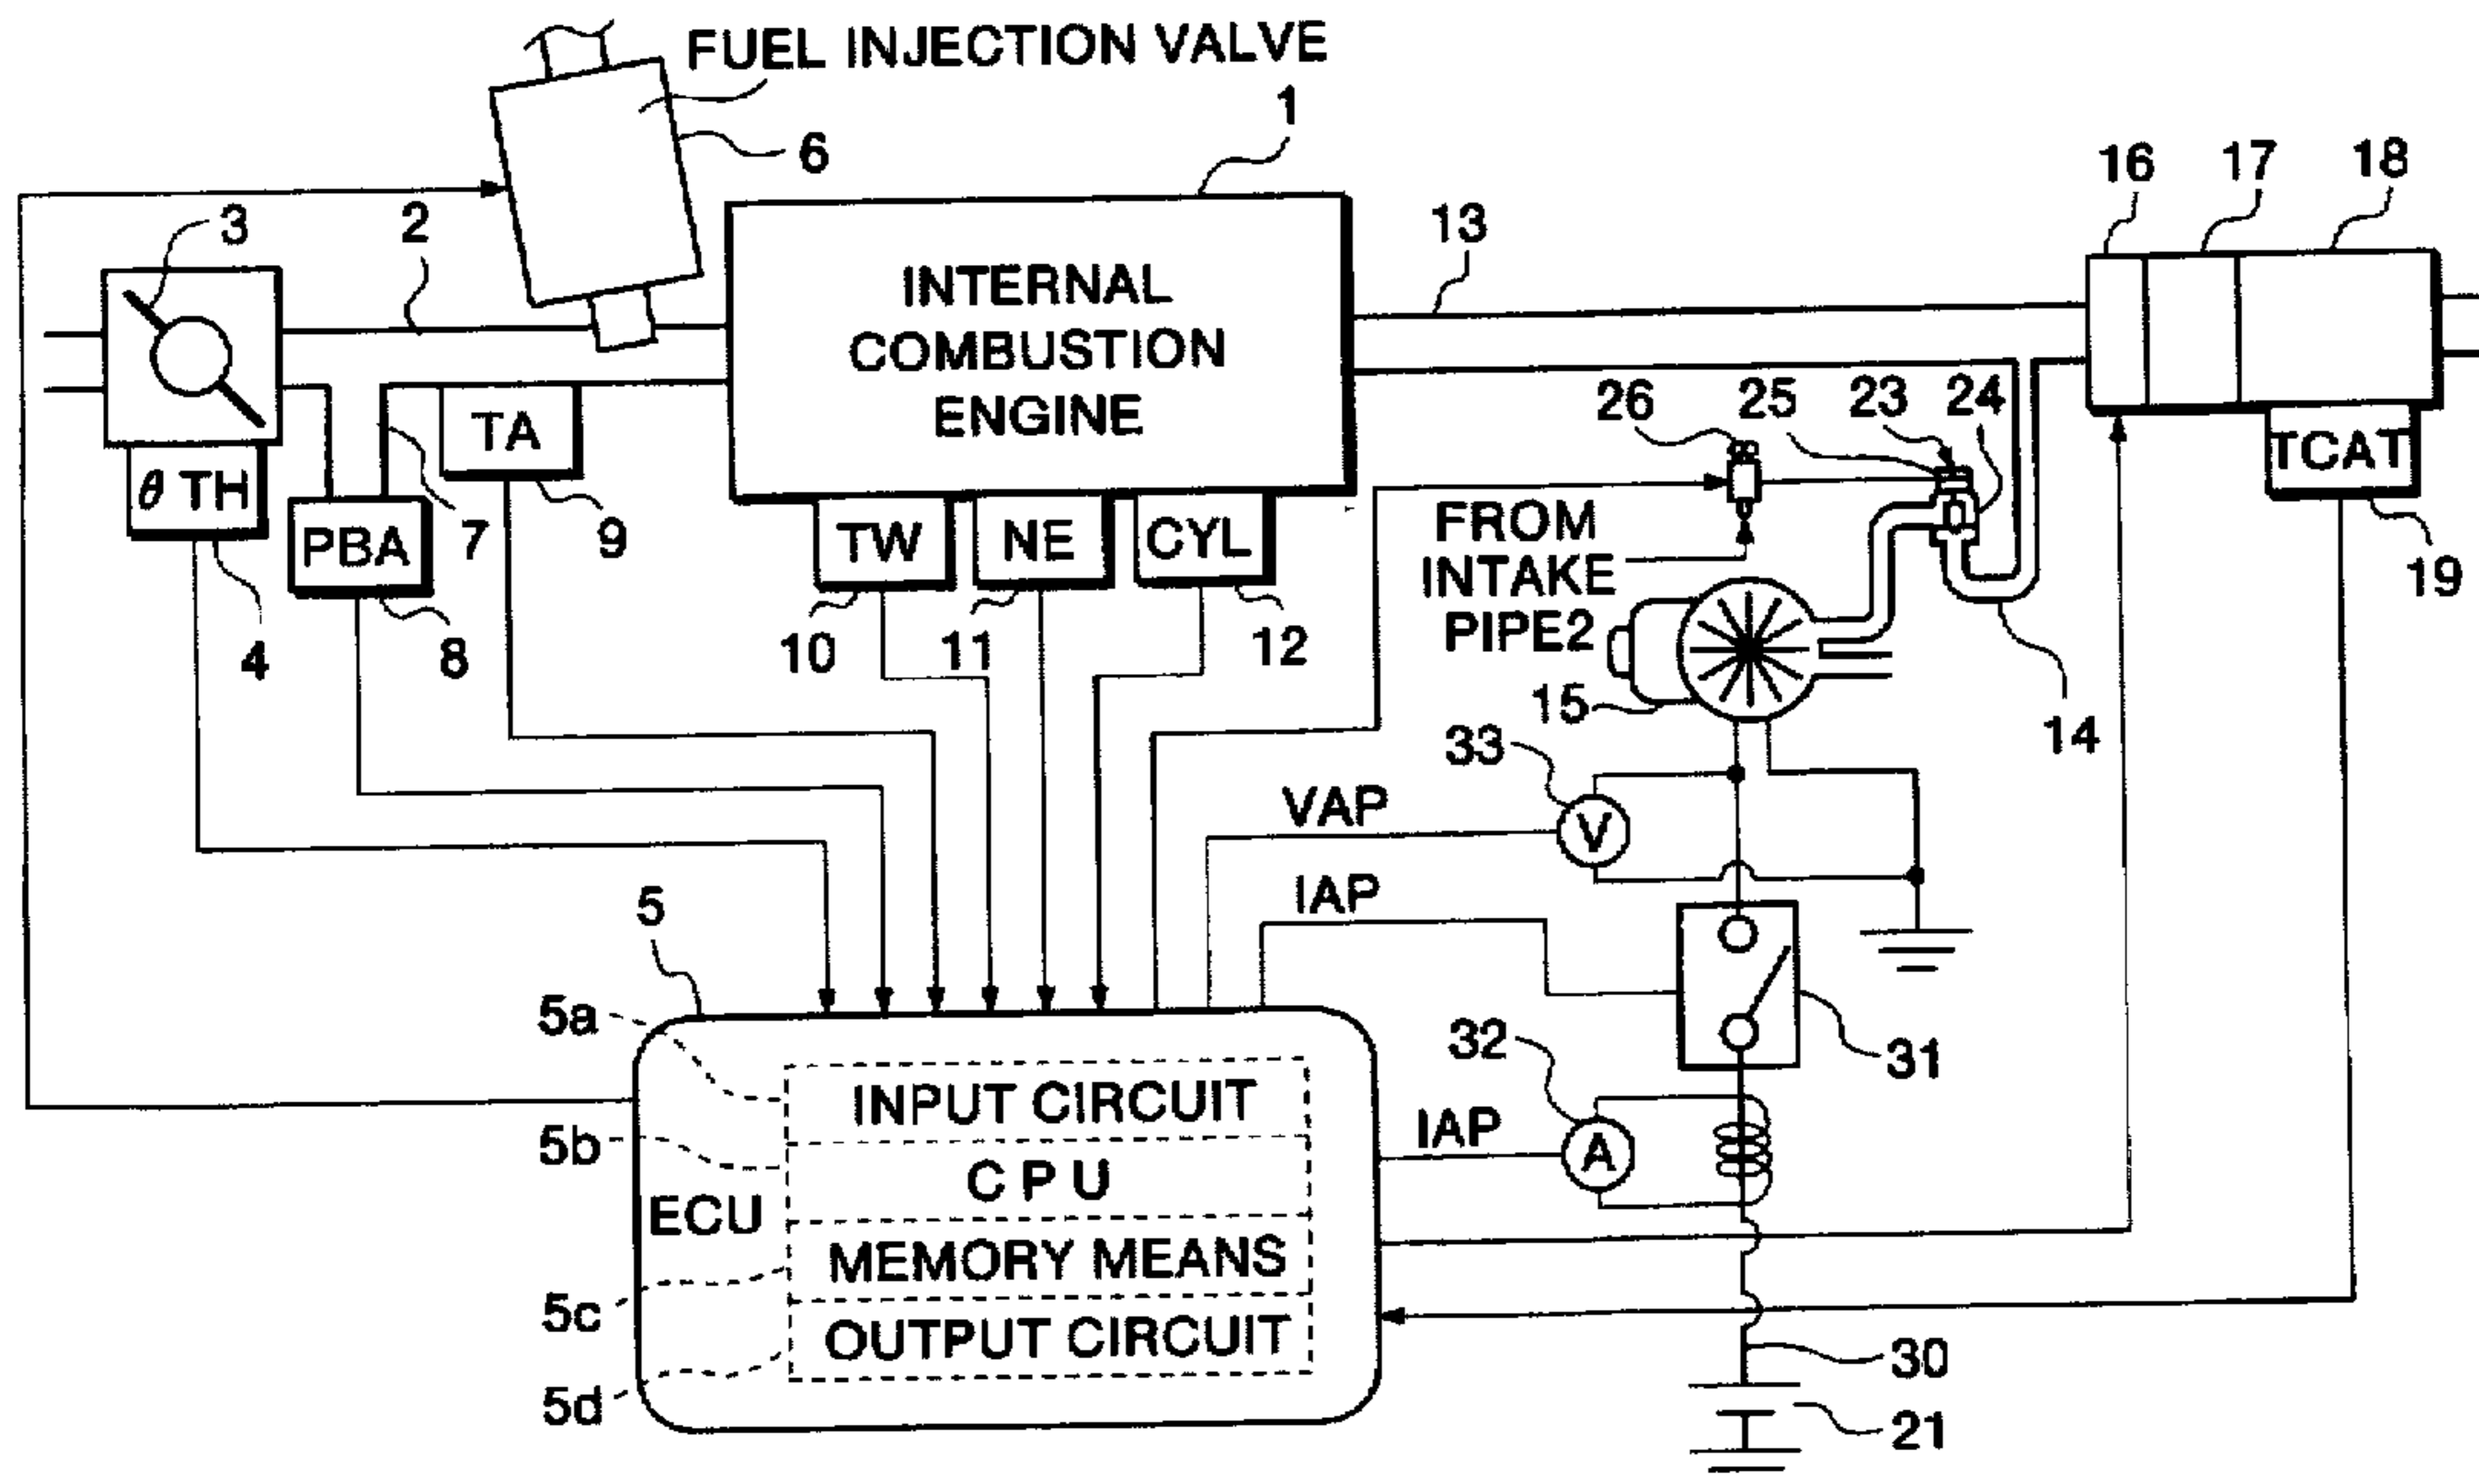 FUEL INJECTION VALVE
1
6
16
17
18
3
2
13
INTERNAL
COMBUSTION
ENGINE
26
25
23
24
TA
θ TH
TCAT
PBA
7
9
TW
NE
CYL
FROM
INTAKE
PIPE2
19
4
8
10
11
12
15
14
33
VAP
V
IAP
5
5a
32
31
INPUT CIRCUIT
5b
IAP
A
CPU
ECU
MEMORY MEANS
5c
OUTPUT CIRCUIT
30
5d
21